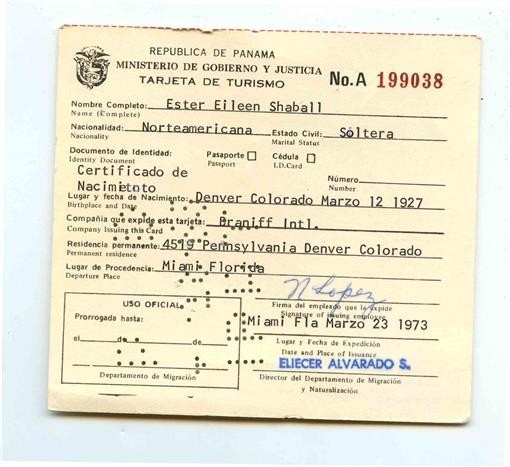 REPUBLICA DE PANAMA
MINISTERIO DE GOBIERNO Y JUSTICIA
TARJETA DE TURISMO
No.A 199038
Nombre Completo: Ester Eileen Shaball
Name (Complete)
Nacionalidad: Norteamericana Estado Civil: Soltera
Nationality Marital Status
Documento de Identidad: Pasaporte Cédula Número
Identity Document Passport I.D.Card Number
Certificado de
Nacimietoto
Lugar y fecha de Nacimiento: Denver Colorado Marzo 12 1927
Birthplace and Date
Compañia que expide esta tarjeta: Braniff Intl.
Company Issuing this Card
Residencia permanente: 4519 Pennsylvania Denver Colorado
Permanent residence
Lugar de Procedencia: Miami Florida
Departure Place
N Lopez
Firma del empleado que la expide
Signature of issuing employee
USO OFICIAL
Prorrogada hasta:
el de
Departamento de Migración
Miami Fla Marzo 23 1973
Lugar y Fecha de Expedición
Date and Place of Issuance
ELIECER ALVARADO S.
Director del Departamento de Migración
y Naturalización